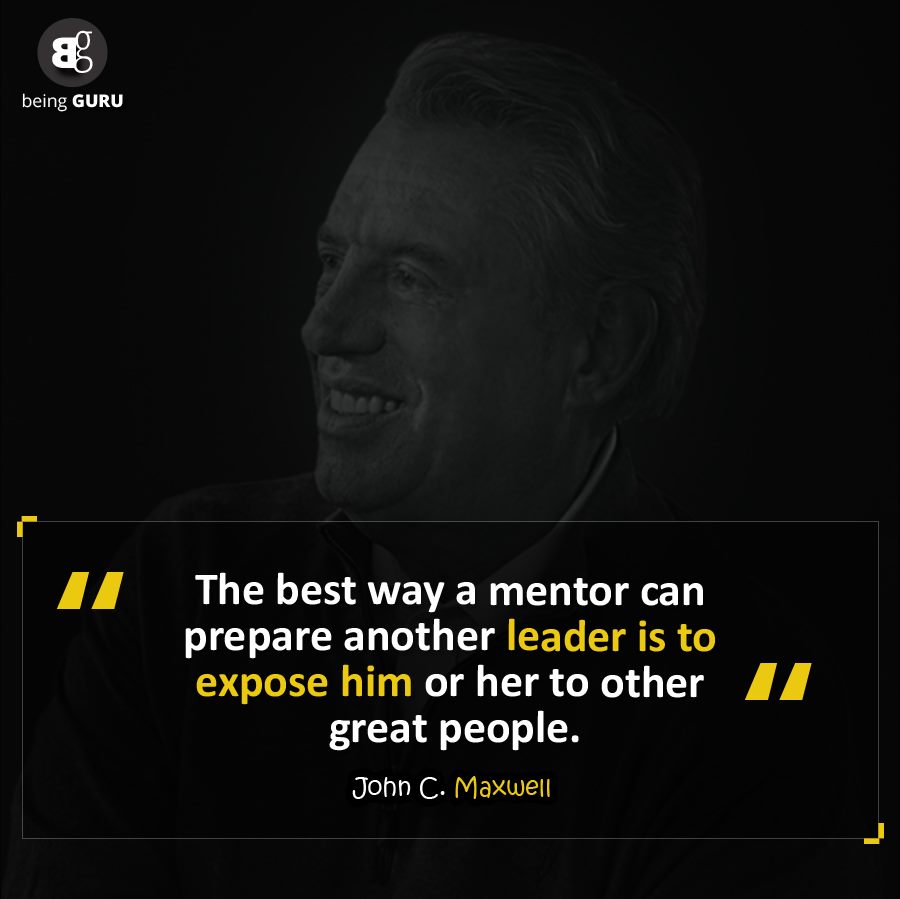 Bg
being GURU
“The best way a mentor can
prepare another leader is to
expose him or her to other
great people.”
John C. Maxwell